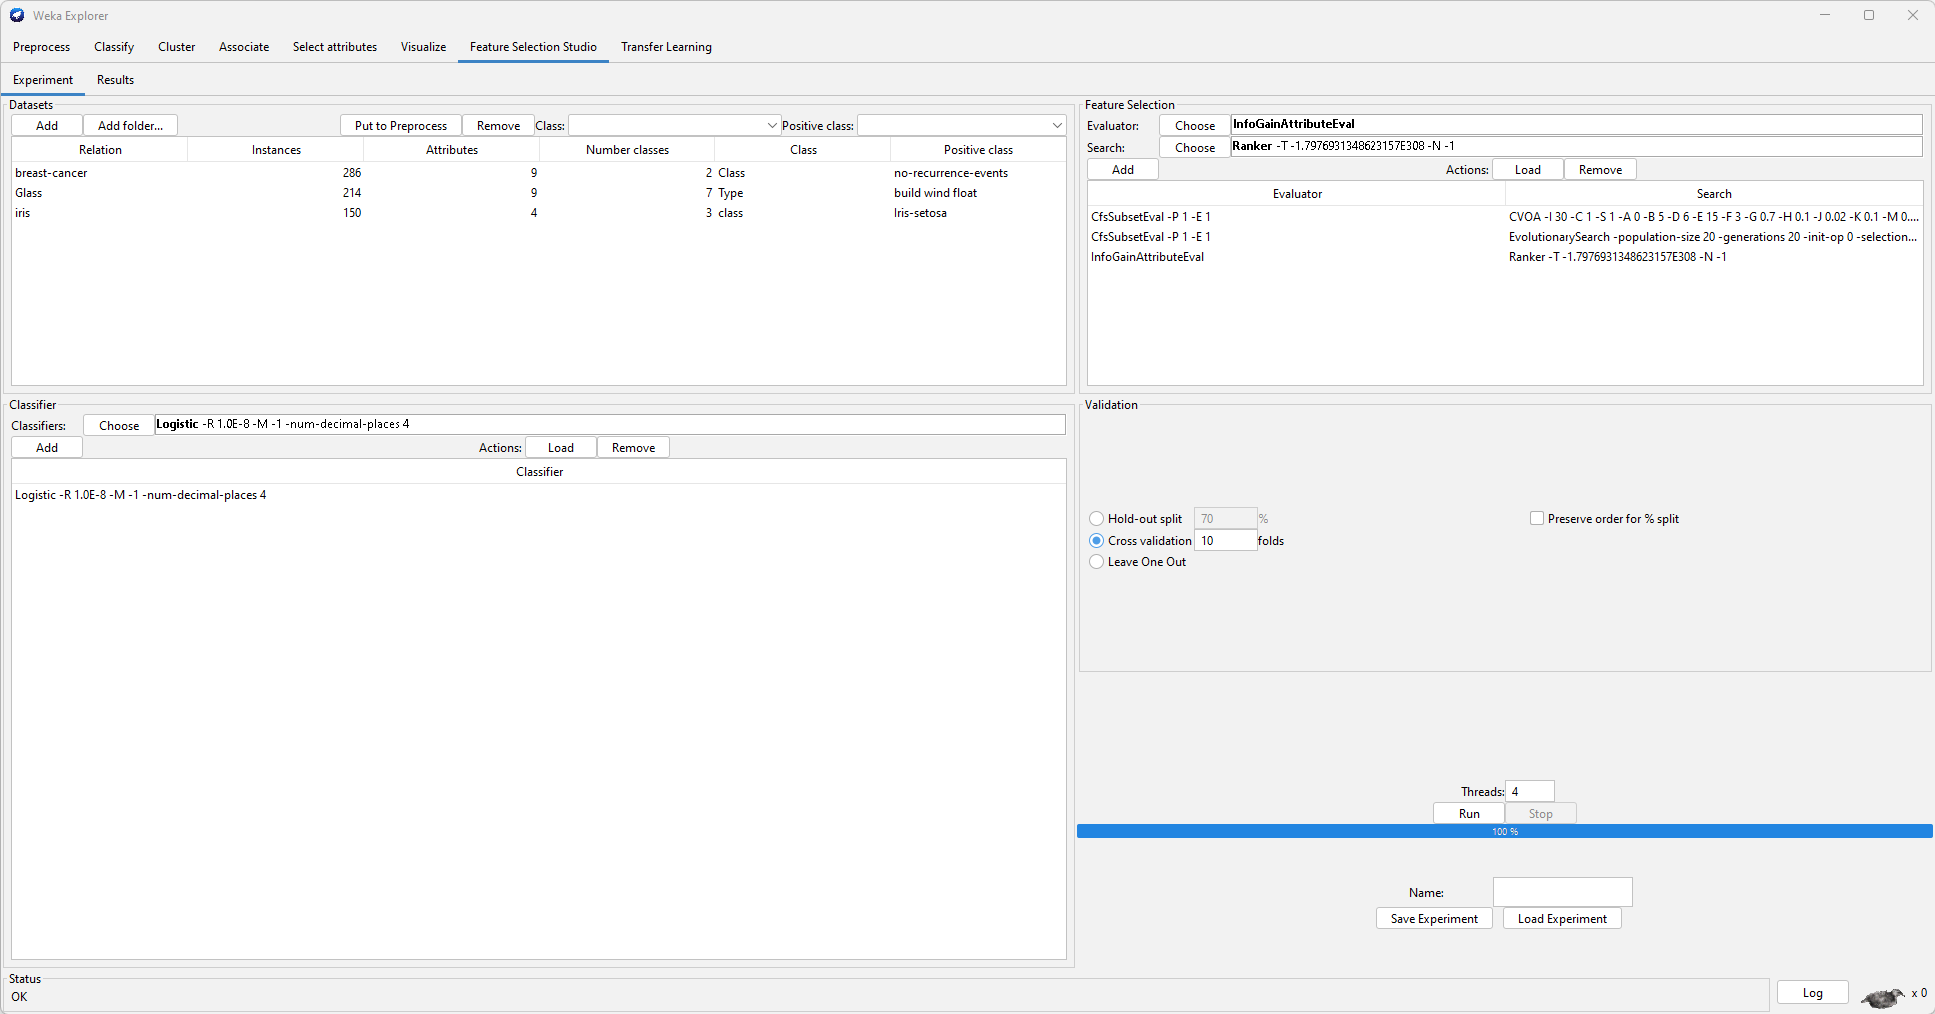 Weka Explorer
Preprocess Classify Cluster Associate Select attributes Visualize Feature Selection Studio Transfer Learning
Experiment Results
Datasets
Add Add folder... Put to Preprocess Remove Class: Positive class:
Relation Instances Attributes Number classes Class Positive class
breast-cancer 286 9 2 Class no-recurrence-events
Glass 214 9 7 Type build wind float
iris 150 4 3 class Iris-setosa
Feature Selection
Evaluator: Choose InfoGainAttributeEval
Search: Choose Ranker -T -1.7976931348623157E308 -N -1
Add Actions: Load Remove
Evaluator Search
CfsSubsetEval -P 1 -E 1 CVOA -I 30 -C 1 -S 1 -A 0 -B 5 -D 6 -E 15 -F 3 -G 0.7 -H 0.1 -J 0.02 -K 0.1 -M 0....
CfsSubsetEval -P 1 -E 1 EvolutionarySearch -population-size 20 -generations 20 -init-op 0 -selection...
InfoGainAttributeEval Ranker -T -1.7976931348623157E308 -N -1
Classifier
Classifiers: Choose Logistic -R 1.0E-8 -M -1 -num-decimal-places 4
Add Actions: Load Remove
Classifier
Logistic -R 1.0E-8 -M -1 -num-decimal-places 4
Validation
Hold-out split 70 % Preserve order for % split
Cross validation 10 folds
Leave One Out
Threads: 4
Run Stop
100 %
Name:
Save Experiment Load Experiment
Status
OK
Log x 0